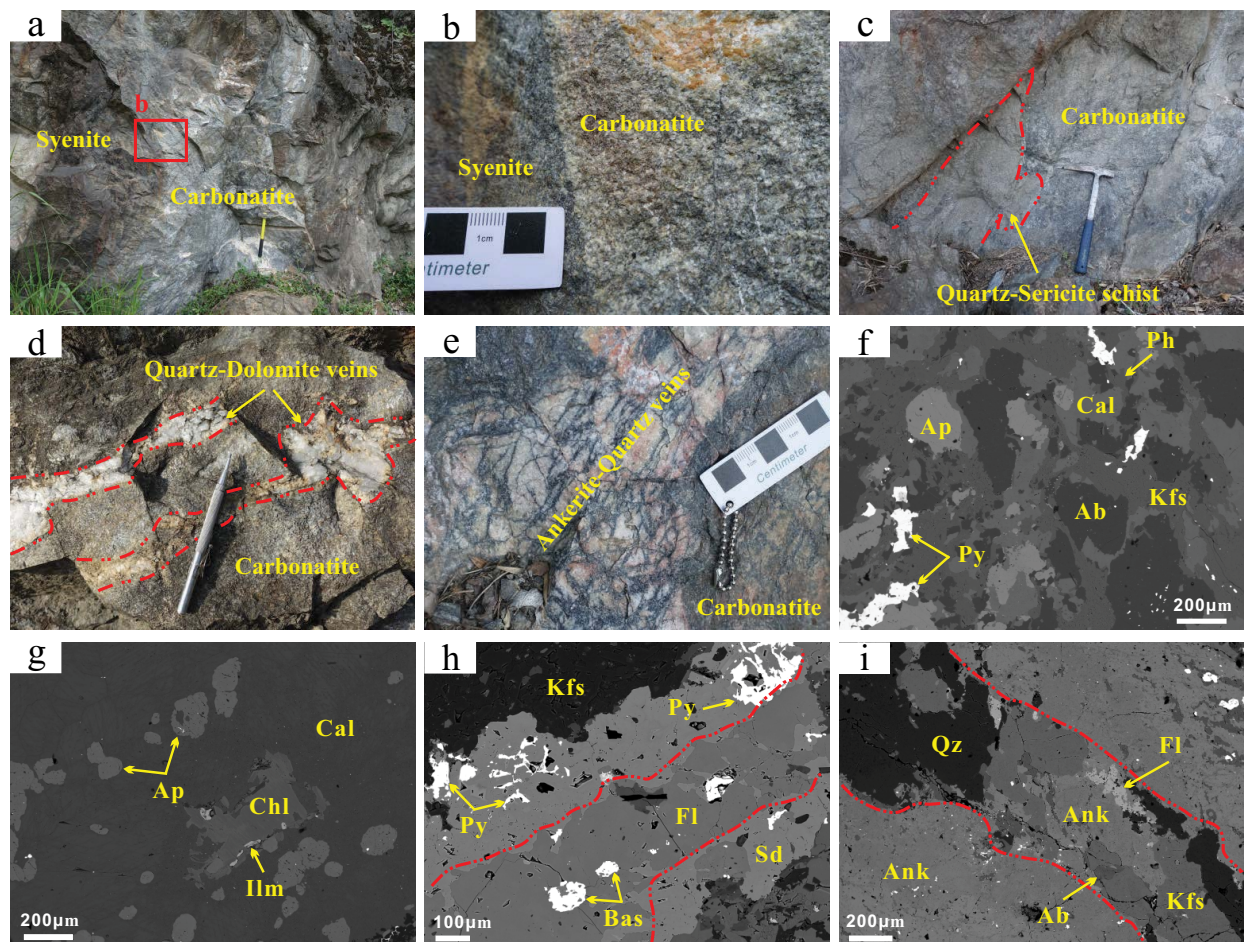 a
b
Syenite
Carbonatite
b
Carbonatite
Syenite
1cm
ntimeter
c
Carbonatite
Quartz-Sericite schist
d
Quartz-Dolomite veins
Carbonatite
e
Ankerite-Quartz veins
Centimeter
Carbonatite
f
Ph
Cal
Ap
Ab
Kfs
Py
200μm
g
Cal
Ap
Chl
Ilm
200μm
h
Kfs
Py
Py
Fl
Sd
Bas
100μm
i
Qz
Fl
Ank
Ank
Ab
Kfs
200μm